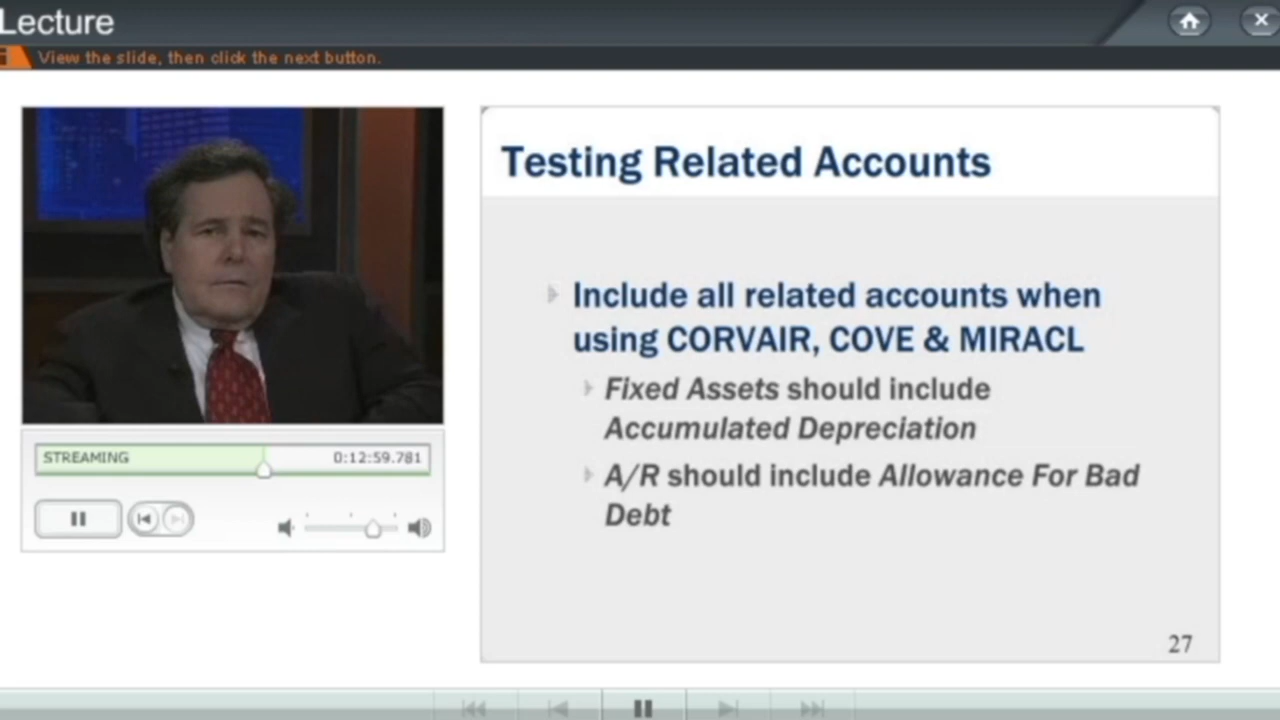 Lecture
View the slide, then click the next button.
Testing Related Accounts
Include all related accounts when
using CORVAIR, COVE & MIRACL
Fixed Assets should include
Accumulated Depreciation
A/R should include Allowance For Bad
Debt
27
STREAMING 0:12:59.781